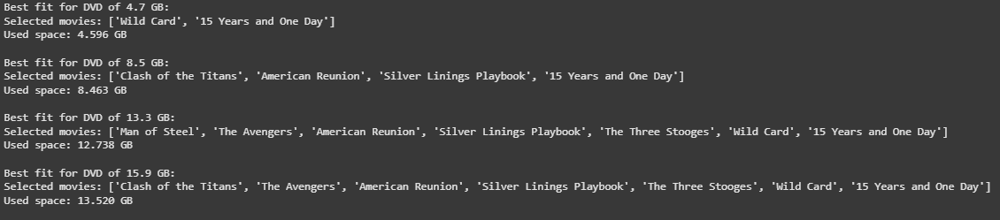 Best fit for DVD of 4.7 GB:
Selected movies: ['Wild Card', '15 Years and One Day']
Used space: 4.596 GB
Best fit for DVD of 8.5 GB:
Selected movies: ['Clash of the Titans', 'American Reunion', 'Silver Linings Playbook', '15 Years and One Day']
Used space: 8.463 GB
Best fit for DVD of 13.3 GB:
Selected movies: ['Man of Steel', 'The Avengers', 'American Reunion', 'Silver Linings Playbook', 'The Three Stooges', 'Wild Card', '15 Years and One Day']
Used space: 12.738 GB
Best fit for DVD of 15.9 GB:
Selected movies: ['Clash of the Titans', 'The Avengers', 'American Reunion', 'Silver Linings Playbook', 'The Three Stooges', 'Wild Card', '15 Years and One Day']
Used space: 13.520 GB